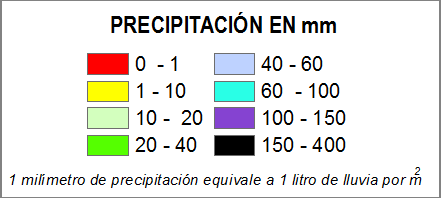 PRECIPITACIÓN EN mm
0 - 1 40 - 60
1 - 10 60 - 100
10 - 20 100 - 150
20 - 40 150 - 400
1 milímetro de precipitación equivale a 1 litro de lluvia por m²